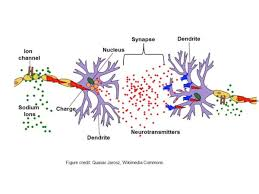 Synapse
Dendrite
Nucleus
Ion
channel
Sodium
Ions
Charge
Dendrite
Neurotransmitters
Figure credit: Quasar Jarosz, Wikimedia Commons